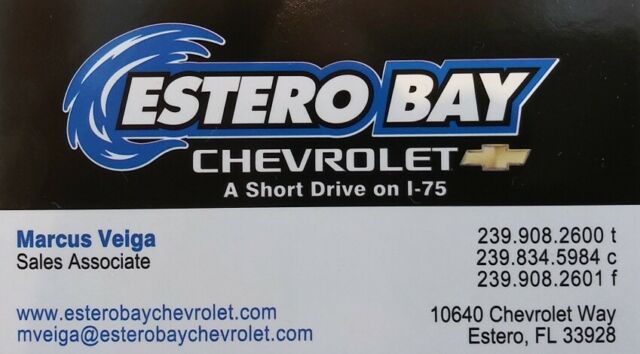 ESTERO BAY
CHEVROLET
A Short Drive on I-75
Marcus Veiga
Sales Associate
239.908.2600 t
239.834.5984 c
239.908.2601 f
www.esterobaychevrolet.com
mveiga@esterobaychevrolet.com
10640 Chevrolet Way
Estero, FL 33928